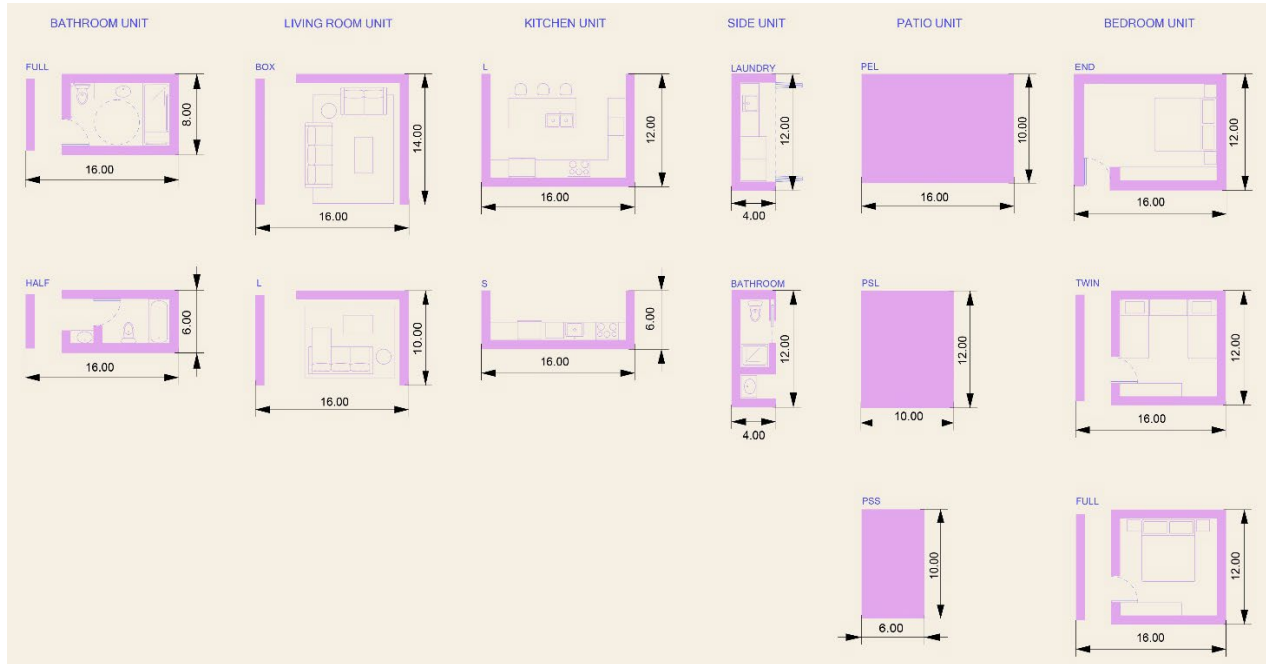 BATHROOM UNIT
LIVING ROOM UNIT
KITCHEN UNIT
SIDE UNIT
PATIO UNIT
BEDROOM UNIT
FULL
8.00
16.00
BOX
14.00
16.00
L
12.00
16.00
LAUNDRY
12.00
4.00
PEL
10.00
16.00
END
12.00
16.00
HALF
6.00
16.00
L
10.00
16.00
S
6.00
16.00
BATHROOM
12.00
4.00
PSL
12.00
10.00
TWIN
12.00
16.00
PSS
10.00
6.00
FULL
12.00
16.00